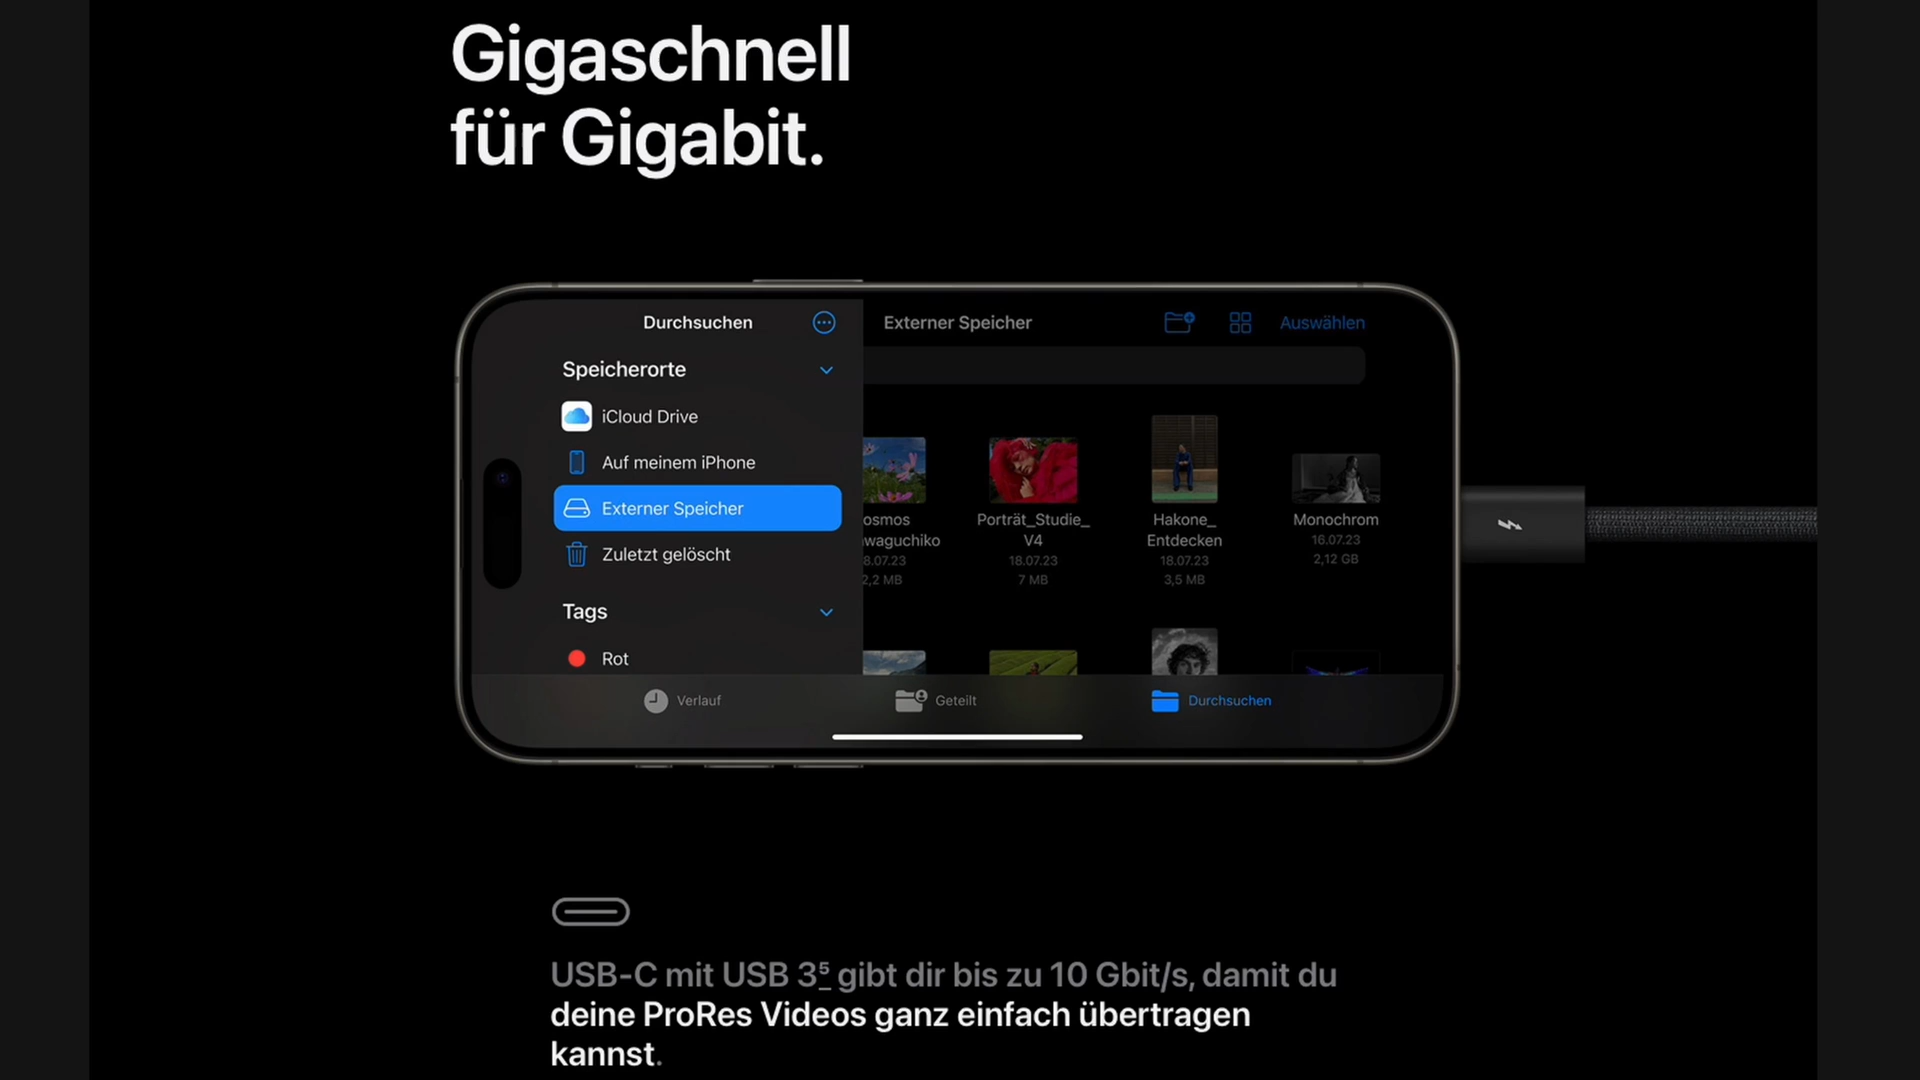 Gigaschnell
für Gigabit.
Durchsuchen
Externer Speicher
Auswählen
Speicherorte
iCloud Drive
Auf meinem iPhone
Externer Speicher
Zuletzt gelöscht
Tags
Rot
osmos
waguchiko
8.07.23
2,2 MB
Porträt_Studie_
V4
18.07.23
7 MB
Hakone_
Entdecken
18.07.23
3,5 MB
Monochrom
16.07.23
2,12 GB
Verlauf
Geteilt
Durchsuchen
USB-C mit USB 3⁵ gibt dir bis zu 10 Gbit/s, damit du
deine ProRes Videos ganz einfach übertragen
kannst.